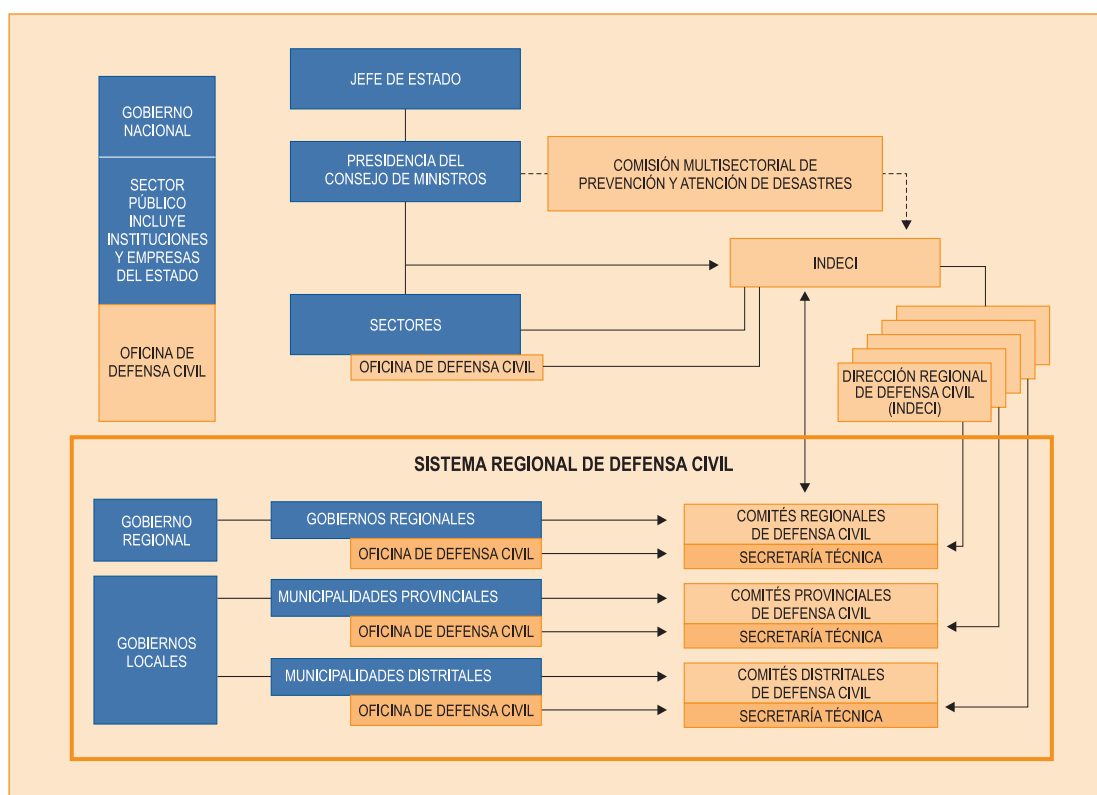 JEFE DE ESTADO
GOBIERNO
NACIONAL
SECTOR
PÚBLICO
INCLUYE
INSTITUCIONES
Y EMPRESAS
DEL ESTADO
OFICINA DE
DEFENSA CIVIL
PRESIDENCIA DEL
CONSEJO DE MINISTROS
COMISIÓN MULTISECTORIAL DE
PREVENCIÓN Y ATENCIÓN DE DESASTRES
INDECI
SECTORES
OFICINA DE DEFENSA CIVIL
DIRECCIÓN REGIONAL
DE DEFENSA CIVIL
(INDECI)
SISTEMA REGIONAL DE DEFENSA CIVIL
GOBIERNO
REGIONAL
GOBIERNOS REGIONALES
OFICINA DE DEFENSA CIVIL
COMITÉS REGIONALES
DE DEFENSA CIVIL
SECRETARÍA TÉCNICA
GOBIERNOS
LOCALES
MUNICIPALIDADES PROVINCIALES
OFICINA DE DEFENSA CIVIL
COMITÉS PROVINCIALES
DE DEFENSA CIVIL
SECRETARÍA TÉCNICA
MUNICIPALIDADES DISTRITALES
OFICINA DE DEFENSA CIVIL
COMITÉS DISTRITALES
DE DEFENSA CIVIL
SECRETARÍA TÉCNICA